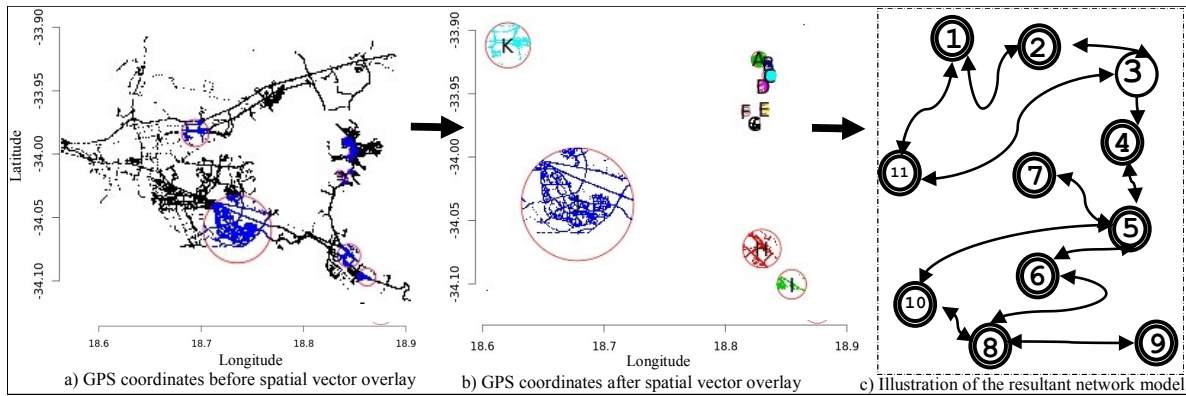 -33.90
-33.95
-34.00
-34.05
-34.10
Latitude
18.6 18.7 18.8 18.9
Longitude
a) GPS coordinates before spatial vector overlay
-33.90
-33.95
-34.00
-34.05
-34.10
K
A
D
F E
G
H
I
18.6 18.7 18.8 18.9
Longitude
b) GPS coordinates after spatial vector overlay
1
2
3
4
11
7
5
6
10
8
9
c) Illustration of the resultant network model